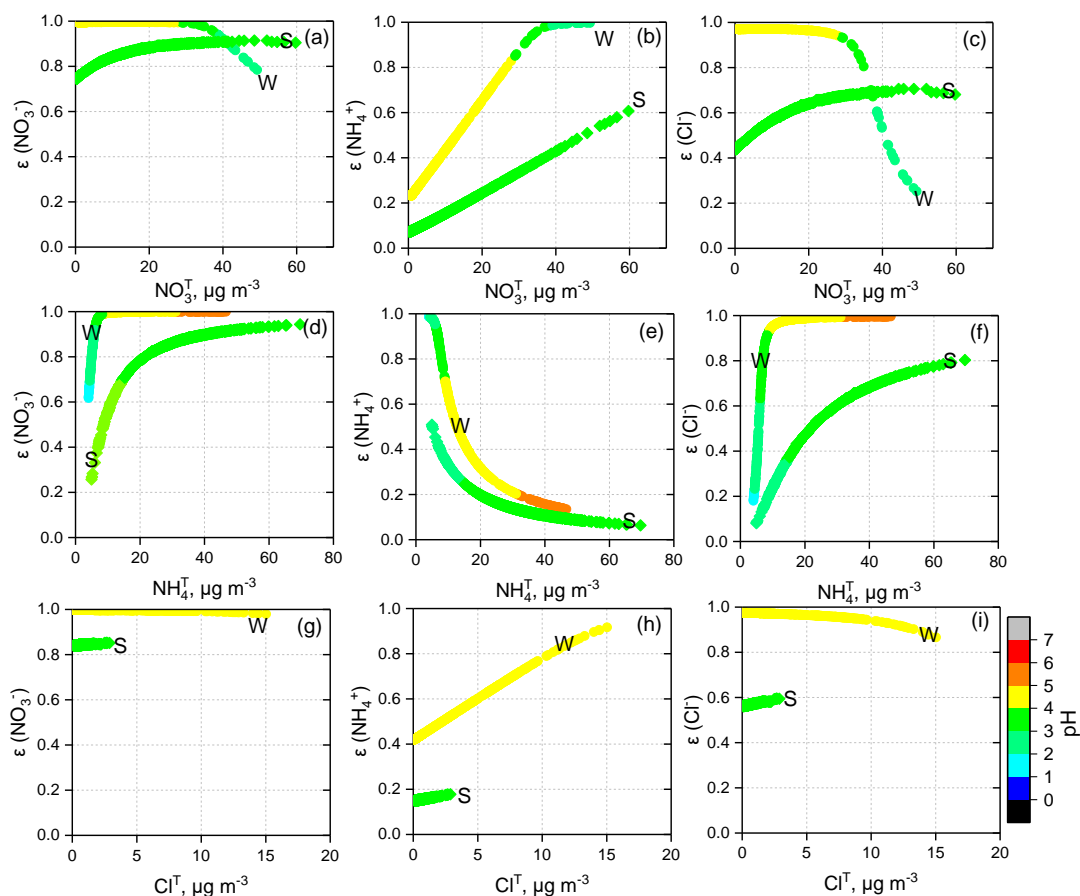 (a)
1.0
0.8
0.6
0.4
0.2
0.0
ε (NO₃⁻)
S
W
0 20 40 60
NO₃ᵀ, µg m⁻³
(b)
1.0
0.8
0.6
0.4
0.2
0.0
ε (NH₄⁺)
W
S
0 20 40 60
NO₃ᵀ, µg m⁻³
(c)
1.0
0.8
0.6
0.4
0.2
0.0
ε (Cl⁻)
S
W
0 20 40 60
NO₃ᵀ, µg m⁻³
(d)
1.0
0.8
0.6
0.4
0.2
0.0
ε (NO₃⁻)
W
S
0 20 40 60 80
NH₄ᵀ, µg m⁻³
(e)
1.0
0.8
0.6
0.4
0.2
0.0
ε (NH₄⁺)
W
S
0 20 40 60 80
NH₄ᵀ, µg m⁻³
(f)
1.0
0.8
0.6
0.4
0.2
0.0
ε (Cl⁻)
W
S
0 20 40 60 80
NH₄ᵀ, µg m⁻³
(g)
1.0
0.8
0.6
0.4
0.2
0.0
ε (NO₃⁻)
W
S
0 5 10 15 20
Clᵀ, µg m⁻³
(h)
1.0
0.8
0.6
0.4
0.2
0.0
ε (NH₄⁺)
W
S
0 5 10 15 20
Clᵀ, µg m⁻³
(i)
1.0
0.8
0.6
0.4
0.2
0.0
ε (Cl⁻)
W
S
0 5 10 15 20
Clᵀ, µg m⁻³
7
6
5
4
3
2
1
0
pH